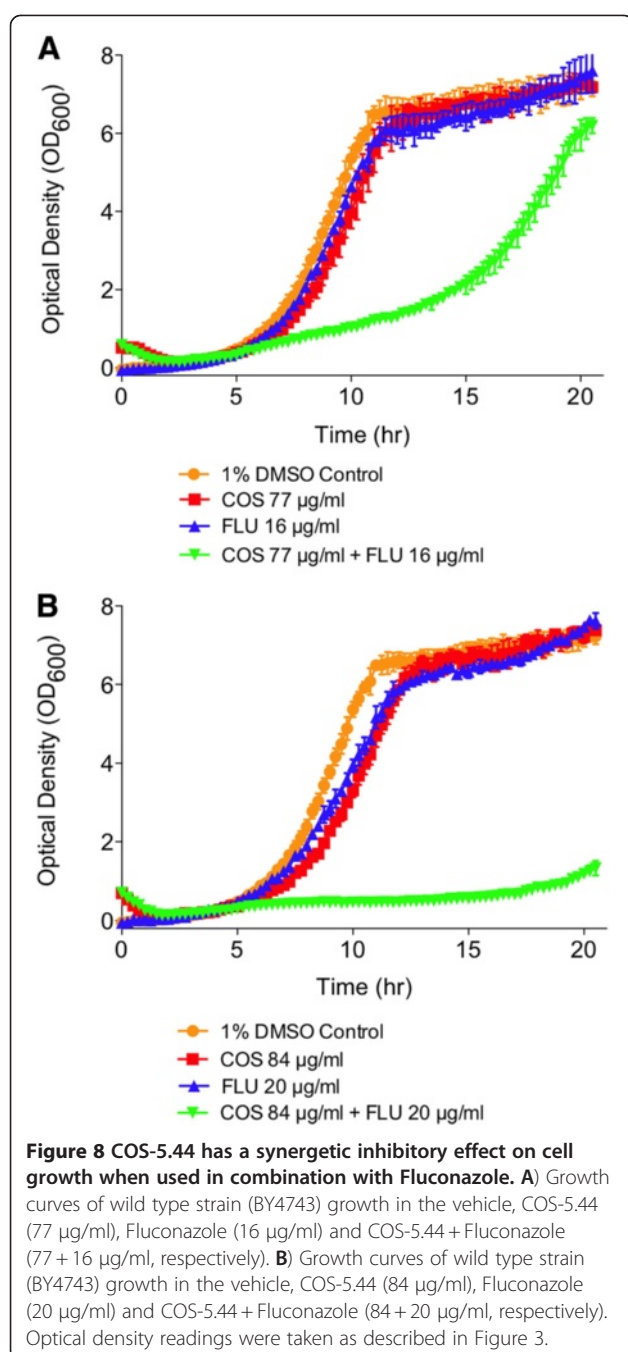 A
Optical Density (OD600)
8
6
4
2
0
0 5 10 15 20
Time (hr)
1% DMSO Control
COS 77 µg/ml
FLU 16 µg/ml
COS 77 µg/ml + FLU 16 µg/ml
B
Optical Density (OD600)
8
6
4
2
0
0 5 10 15 20
Time (hr)
1% DMSO Control
COS 84 µg/ml
FLU 20 µg/ml
COS 84 µg/ml + FLU 20 µg/ml
Figure 8 COS-5.44 has a synergetic inhibitory effect on cell
growth when used in combination with Fluconazole. A) Growth
curves of wild type strain (BY4743) growth in the vehicle, COS-5.44
(77 µg/ml), Fluconazole (16 µg/ml) and COS-5.44 + Fluconazole
(77 + 16 µg/ml, respectively). B) Growth curves of wild type strain
(BY4743) growth in the vehicle, COS-5.44 (84 µg/ml), Fluconazole
(20 µg/ml) and COS-5.44 + Fluconazole (84 + 20 µg/ml, respectively).
Optical density readings were taken as described in Figure 3.